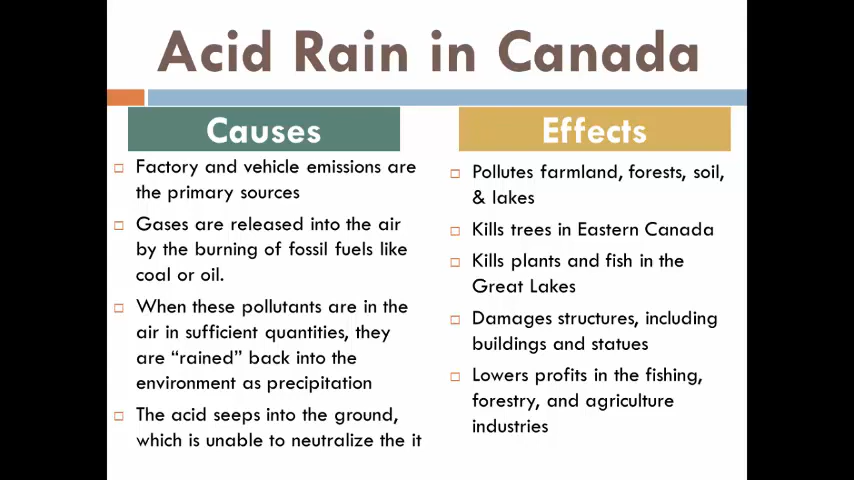 Acid Rain in Canada
Causes
Factory and vehicle emissions are
the primary sources
Gases are released into the air
by the burning of fossil fuels like
coal or oil.
When these pollutants are in the
air in sufficient quantities, they
are “rained” back into the
environment as precipitation
The acid seeps into the ground,
which is unable to neutralize the it
Effects
Pollutes farmland, forests, soil,
& lakes
Kills trees in Eastern Canada
Kills plants and fish in the
Great Lakes
Damages structures, including
buildings and statues
Lowers profits in the fishing,
forestry, and agriculture
industries